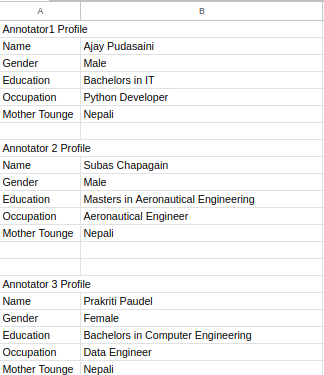 A B
Annotator1 Profile
Name Ajay Pudasaini
Gender Male
Education Bachelors in IT
Occupation Python Developer
Mother Tounge Nepali
Annotator 2 Profile
Name Subas Chapagain
Gender Male
Education Masters in Aeronautical Engineering
Occupation Aeronautical Engineer
Mother Tounge Nepali
Annotator 3 Profile
Name Prakriti Paudel
Gender Female
Education Bachelors in Computer Engineering
Occupation Data Engineer
Mother Tounge Nepali